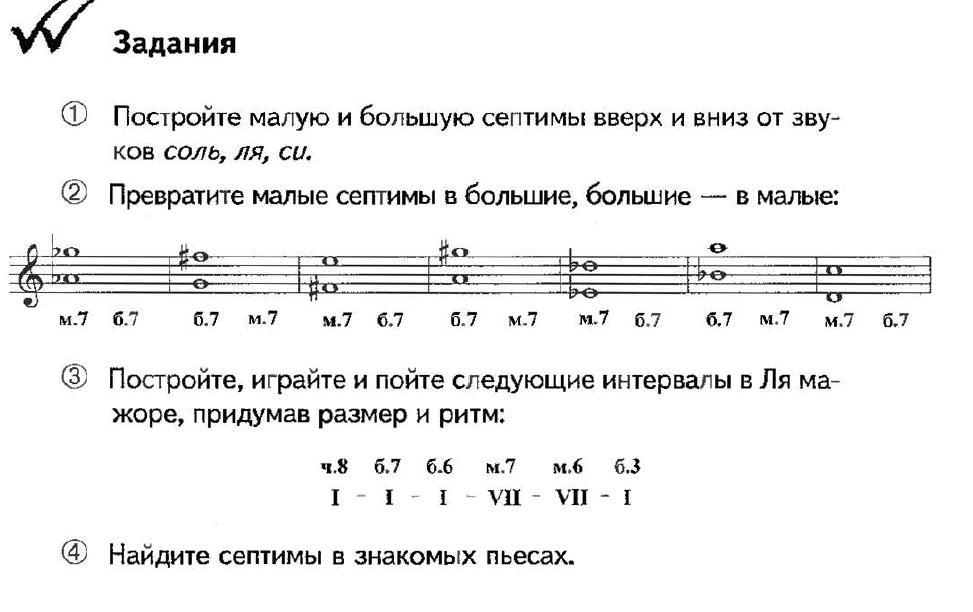 Задания
① Постройте малую и большую септимы вверх и вниз от зву-
ков соль, ля, си.
② Превратите малые септимы в большие, большие — в малые:
м.7 б.7 б.7 м.7 м.7 б.7 б.7 м.7 м.7 б.7 б.7 м.7 м.7 б.7
③ Постройте, играйте и пойте следующие интервалы в Ля ма-
жоре, придумав размер и ритм:
ч.8 б.7 б.6 м.7 м.6 б.3
I - I - I - VII - VII - I
④ Найдите септимы в знакомых пьесах.